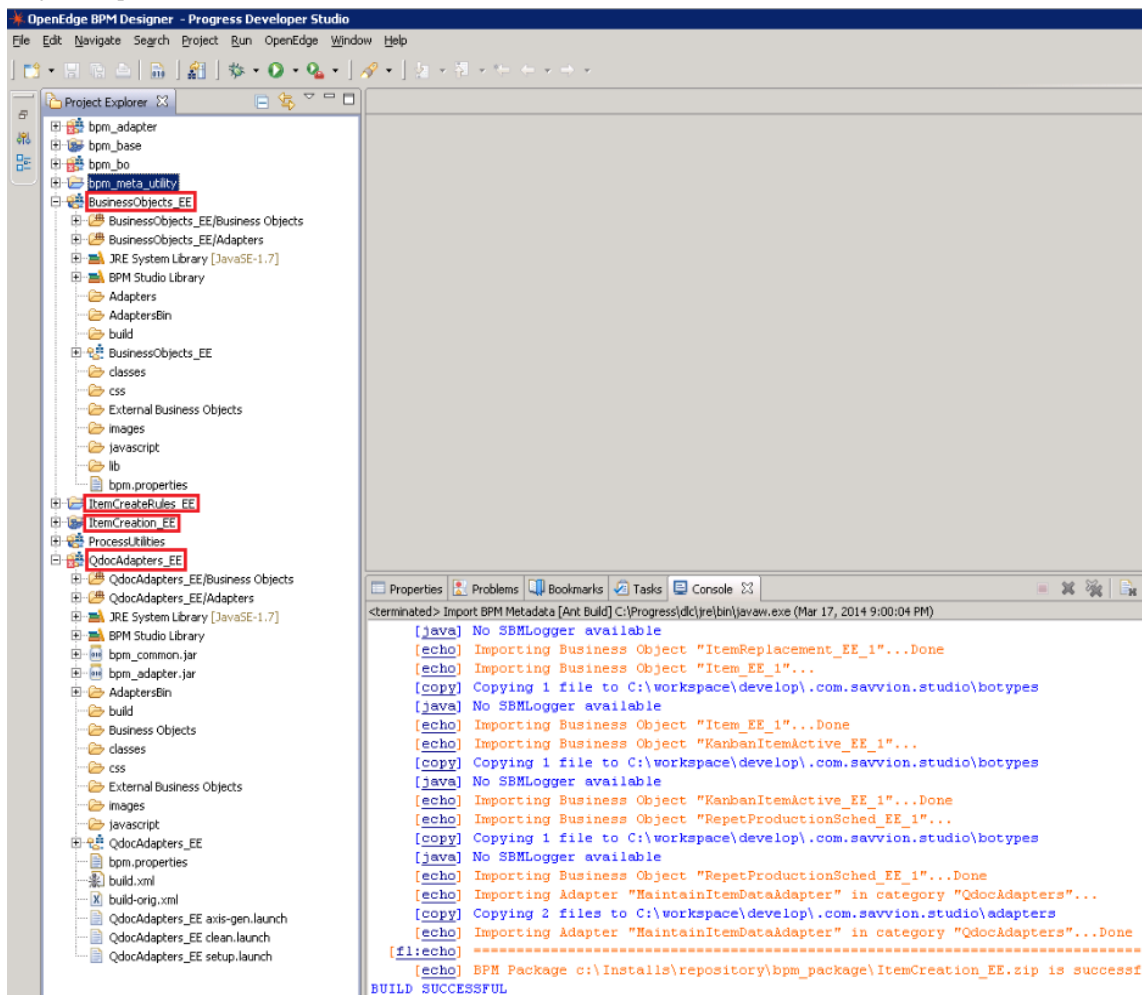 OpenEdge BPM Designer - Progress Developer Studio
File Edit Navigate Search Project Run OpenEdge Window Help
Project Explorer
bpm_adapter
bpm_base
bpm_bo
bpm_meta_utility
BusinessObjects_EE
BusinessObjects_EE/Business Objects
BusinessObjects_EE/Adapters
JRE System Library [JavaSE-1.7]
BPM Studio Library
Adapters
AdaptersBin
build
BusinessObjects_EE
classes
css
External Business Objects
images
javascript
lib
bpm.properties
ItemCreateRules_EE
ItemCreation_EE
ProcessUtilities
QdocAdapters_EE
QdocAdapters_EE/Business Objects
QdocAdapters_EE/Adapters
JRE System Library [JavaSE-1.7]
BPM Studio Library
bpm_common.jar
bpm_adapter.jar
AdaptersBin
build
Business Objects
classes
css
External Business Objects
images
javascript
QdocAdapters_EE
bpm.properties
build.xml
build-orig.xml
QdocAdapters_EE axis-gen.launch
QdocAdapters_EE clean.launch
QdocAdapters_EE setup.launch
Properties Problems Bookmarks Tasks Console
<terminated> Import BPM Metadata [Ant Build] C:\Progress\dlc\jre\bin\javaw.exe (Mar 17, 2014 9:00:04 PM)
[java] No SBMLogger available
[echo] Importing Business Object "ItemReplacement_EE_1"...Done
[echo] Importing Business Object "Item_EE_1"...
[copy] Copying 1 file to C:\workspace\develop\.com.savvion.studio\botypes
[java] No SBMLogger available
[echo] Importing Business Object "Item_EE_1"...Done
[echo] Importing Business Object "KanbanItemActive_EE_1"...
[copy] Copying 1 file to C:\workspace\develop\.com.savvion.studio\botypes
[java] No SBMLogger available
[echo] Importing Business Object "KanbanItemActive_EE_1"...Done
[echo] Importing Business Object "RepetProductionSched_EE_1"...
[copy] Copying 1 file to C:\workspace\develop\.com.savvion.studio\botypes
[java] No SBMLogger available
[echo] Importing Business Object "RepetProductionSched_EE_1"...Done
[echo] Importing Adapter "MaintainItemDataAdapter" in category "QdocAdapters"...
[copy] Copying 2 files to C:\workspace\develop\.com.savvion.studio\adapters
[echo] Importing Adapter "MaintainItemDataAdapter" in category "QdocAdapters"...Done
[fl:echo] ==========================================================================
[echo] BPM Package c:\Installs\repository\bpm_package\ItemCreation_EE.zip is successf
BUILD SUCCESSFUL